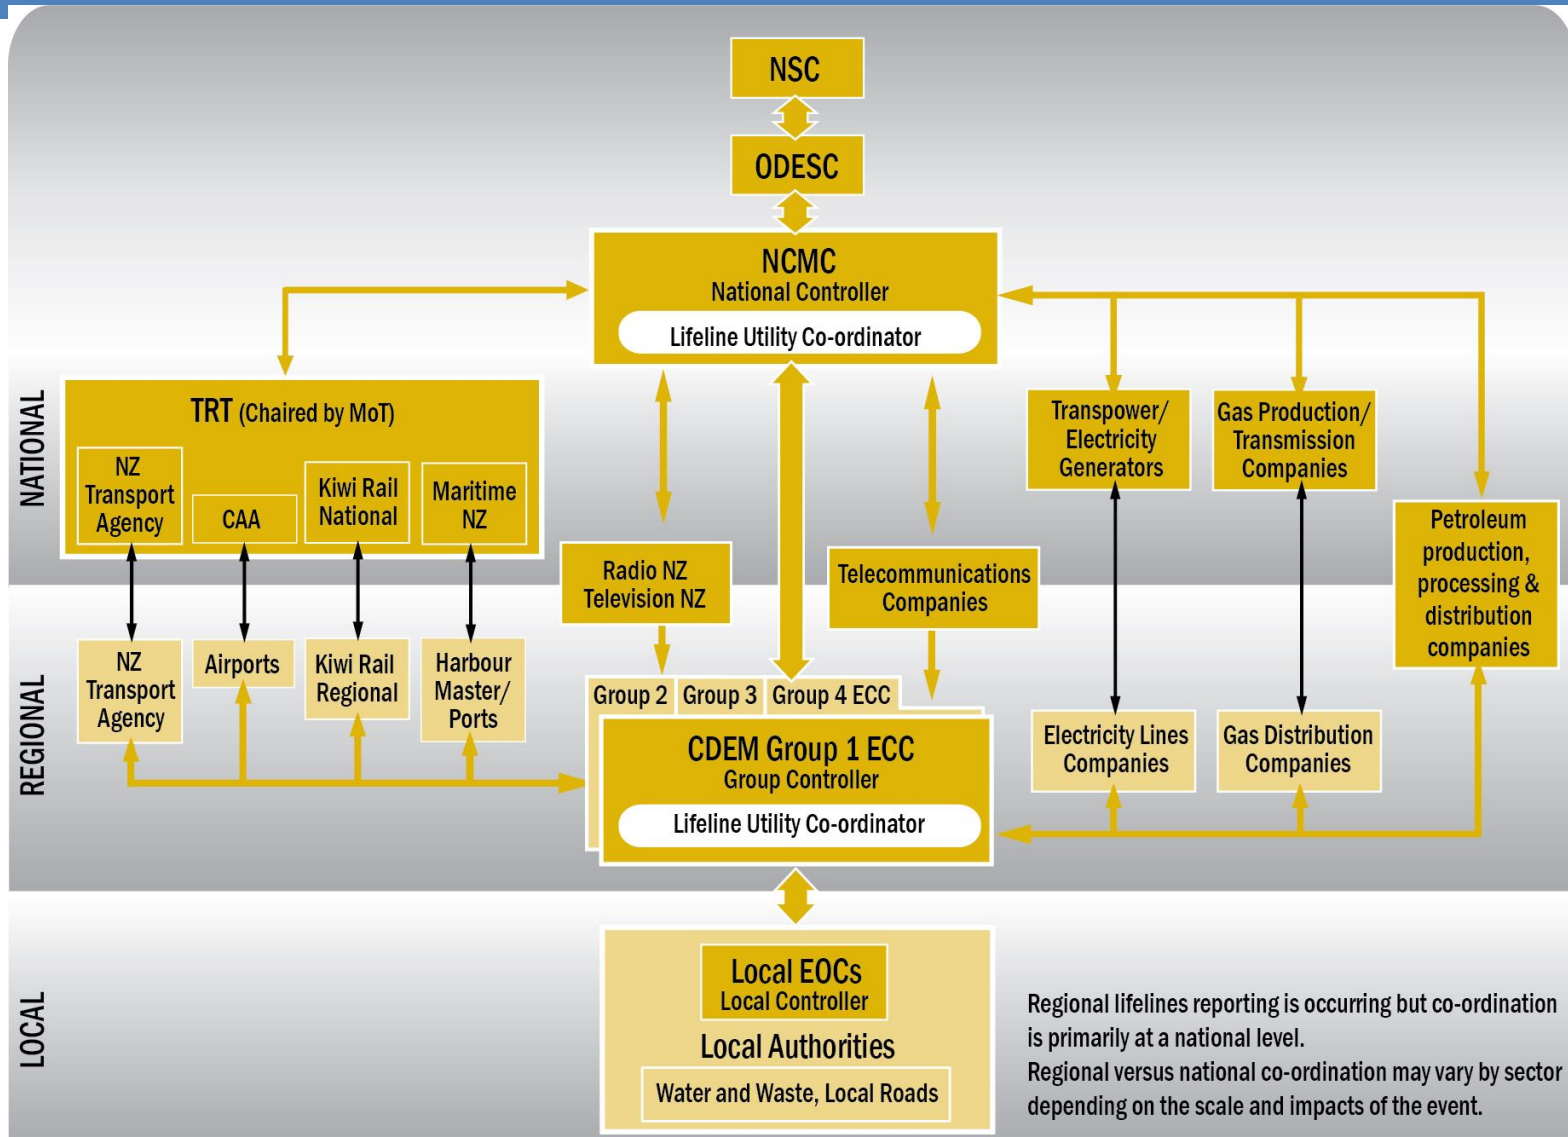 NSC
ODESC
NCMC
National Controller
Lifeline Utility Co-ordinator
NATIONAL
TRT (Chaired by MoT)
NZ
Transport
Agency
CAA
Kiwi Rail
National
Maritime
NZ
Radio NZ
Television NZ
Telecommunications
Companies
Transpower/
Electricity
Generators
Gas Production/
Transmission
Companies
Petroleum
production,
processing &
distribution
companies
REGIONAL
NZ
Transport
Agency
Airports
Kiwi Rail
Regional
Harbour
Master/
Ports
Group 2
Group 3
Group 4 ECC
CDEM Group 1 ECC
Group Controller
Lifeline Utility Co-ordinator
Electricity Lines
Companies
Gas Distribution
Companies
LOCAL
Local EOCs
Local Controller
Local Authorities
Water and Waste, Local Roads
Regional lifelines reporting is occurring but co-ordination
is primarily at a national level.
Regional versus national co-ordination may vary by sector
depending on the scale and impacts of the event.